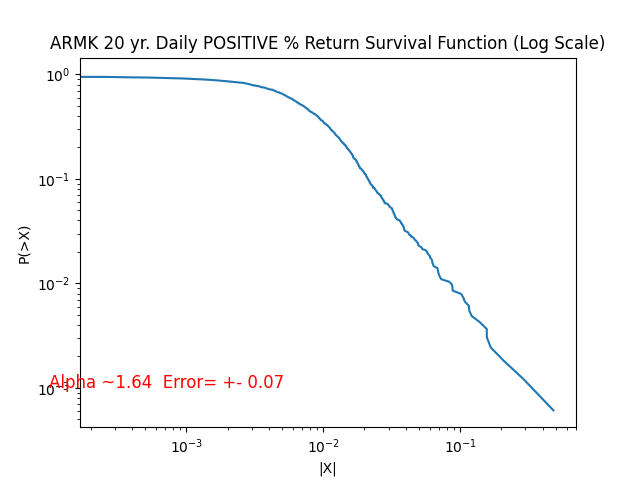 ARMK 20 yr. Daily POSITIVE % Return Survival Function (Log Scale)
P(>X)
10⁰
10⁻¹
10⁻²
10⁻³
Alpha ~1.64 Error= +- 0.07
10⁻³
10⁻²
10⁻¹
|X|